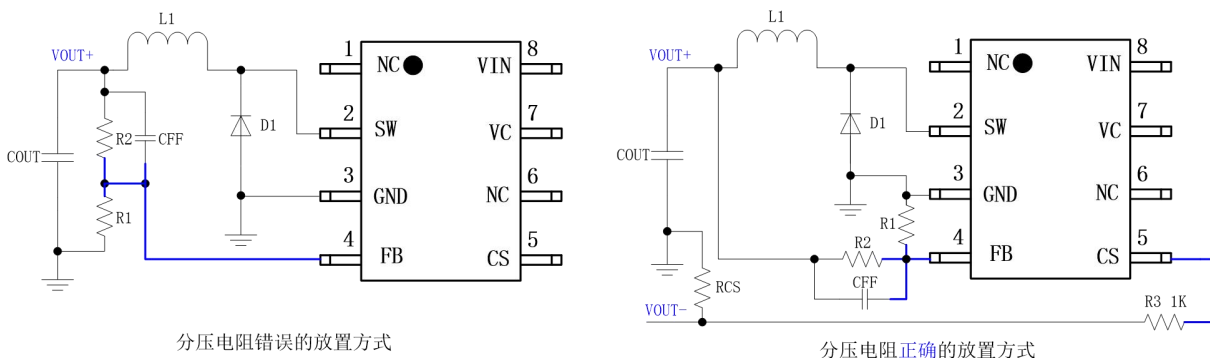 L1
VOUT+
1
NC
VIN
8
R2
CFF
D1
2
SW
VC
7
COUT
R1
3
GND
NC
6
4
FB
CS
5
分压电阻错误的放置方式
L1
VOUT+
1
NC
VIN
8
D1
2
SW
VC
7
COUT
3
GND
NC
6
R1
R2
4
FB
CS
5
CFF
RCS
VOUT-
R3 1K
分压电阻正确的放置方式